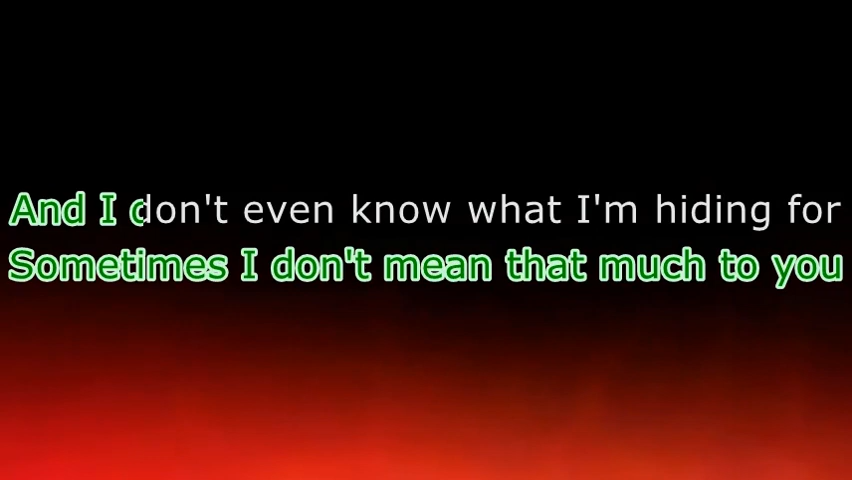 And I don't even know what I'm hiding for
Sometimes I don't mean that much to you